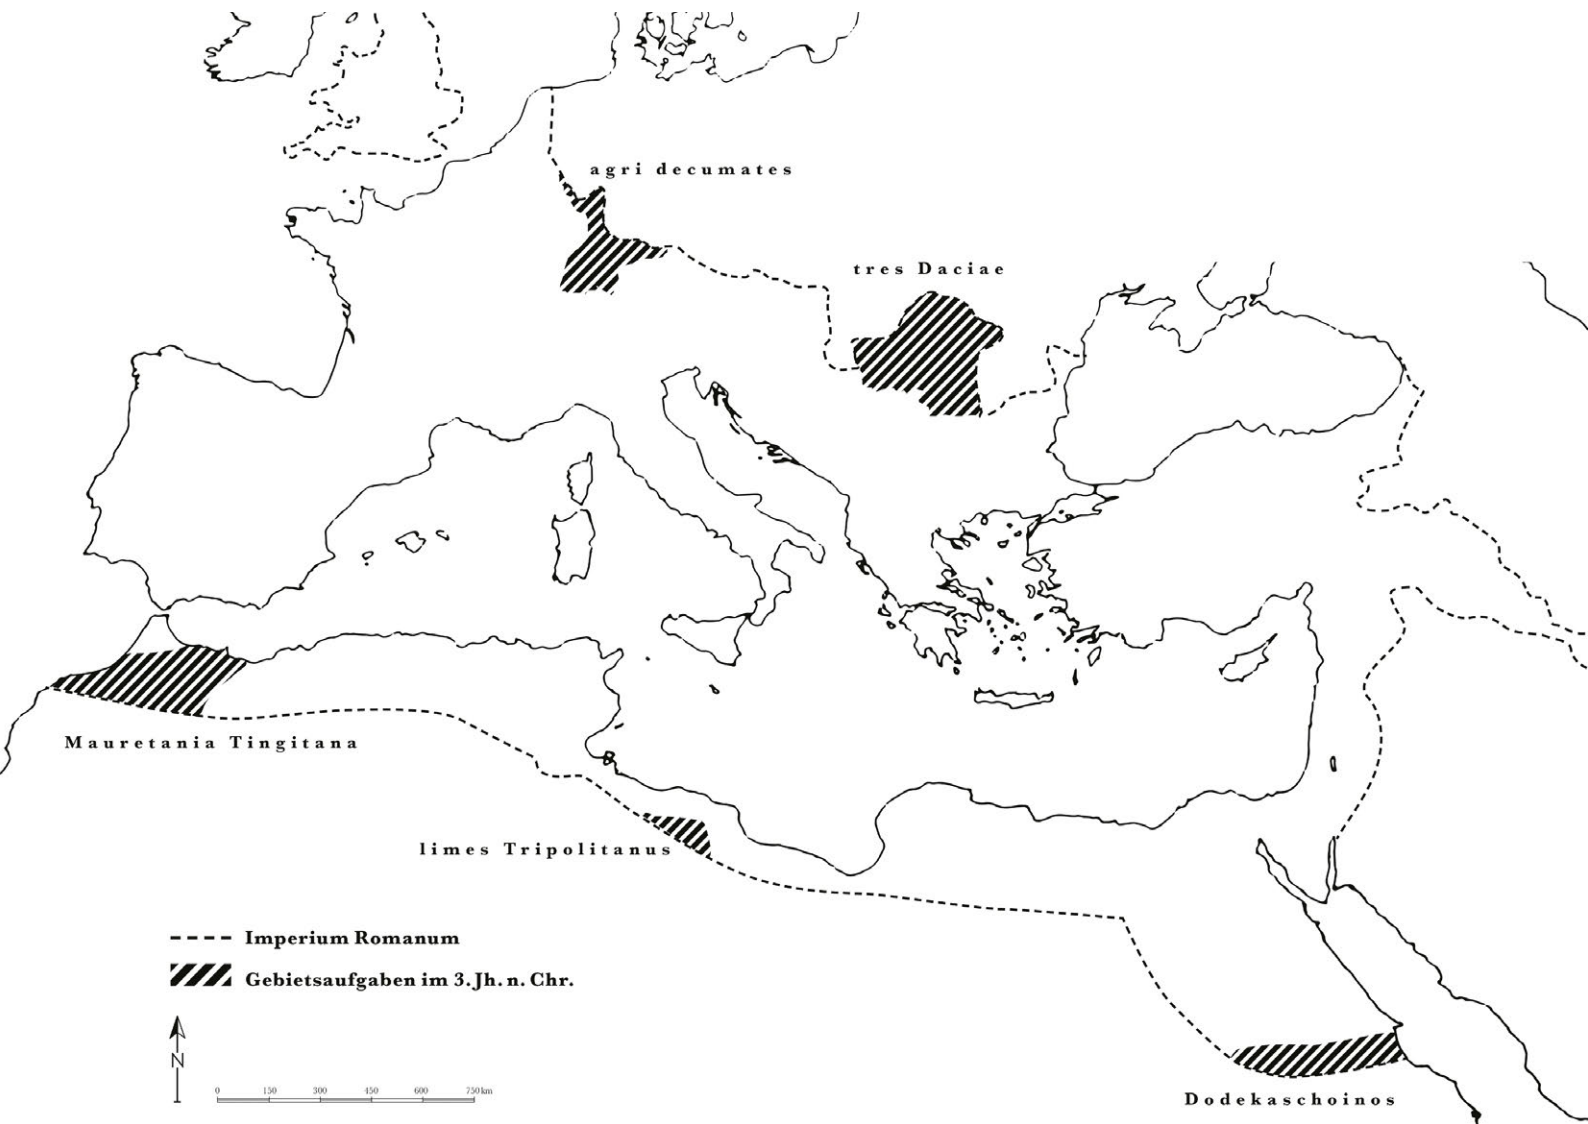 agri decumates
tres Daciae
Mauretania Tingitana
limes Tripolitanus
Imperium Romanum
Gebietsaufgaben im 3. Jh. n. Chr.
N
0 150 300 450 600 750 km
Dodekaschoinos